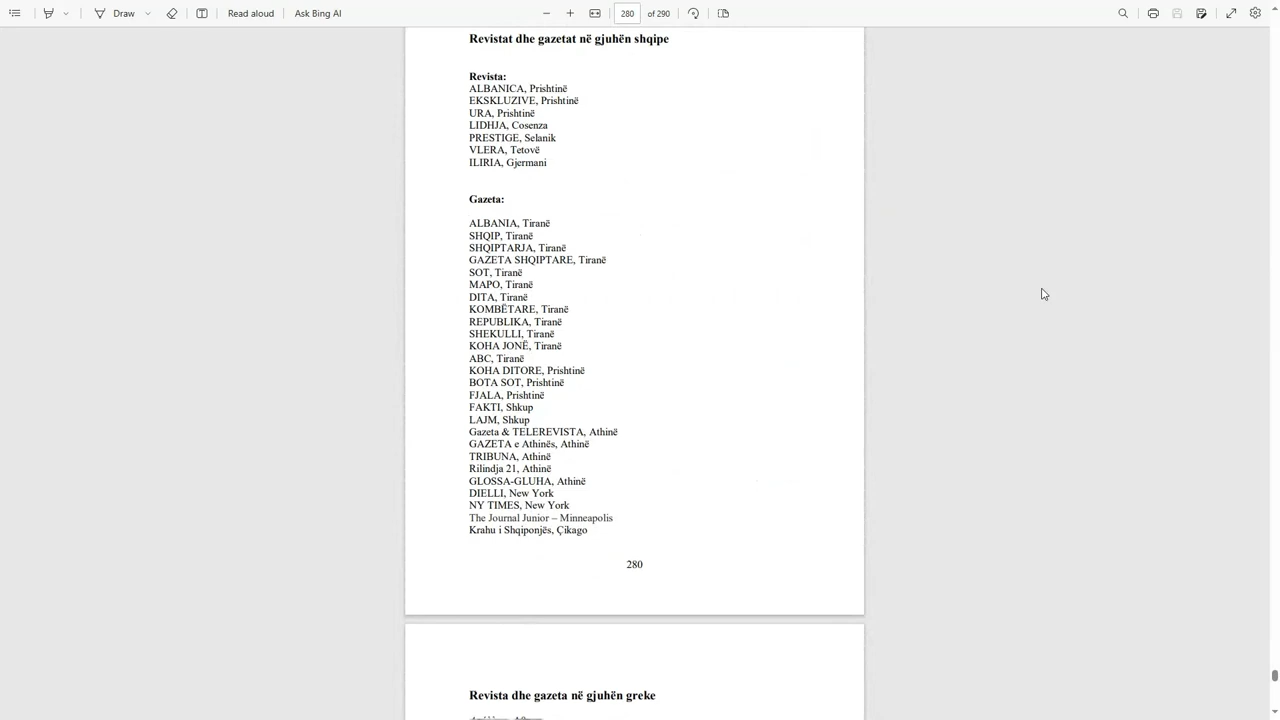 Draw
Read aloud
Ask Bing AI
280
of 290
Revistat dhe gazetat në gjuhën shqipe
Revista:
ALBANICA, Prishtinë
EKSKLUZIVE, Prishtinë
URA, Prishtinë
LIDHJA, Cosenza
PRESTIGE, Selanik
VLERA, Tetovë
ILIRIA, Gjermani
Gazeta:
ALBANIA, Tiranë
SHQIP, Tiranë
SHQIPTARJA, Tiranë
GAZETA SHQIPTARE, Tiranë
SOT, Tiranë
MAPO, Tiranë
DITA, Tiranë
KOMBËTARE, Tiranë
REPUBLIKA, Tiranë
SHEKULLI, Tiranë
KOHA JONË, Tiranë
ABC, Tiranë
KOHA DITORE, Prishtinë
BOTA SOT, Prishtinë
FJALA, Prishtinë
FAKTI, Shkup
LAJM, Shkup
Gazeta & TELEREVISTA, Athinë
GAZETA e Athinës, Athinë
TRIBUNA, Athinë
Rilindja 21, Athinë
GLOSSA-GLUHA, Athinë
DIELLI, New York
NY TIMES, New York
The Journal Junior – Minneapolis
Krahu i Shqiponjës, Çikago
280
Revista dhe gazeta në gjuhën greke